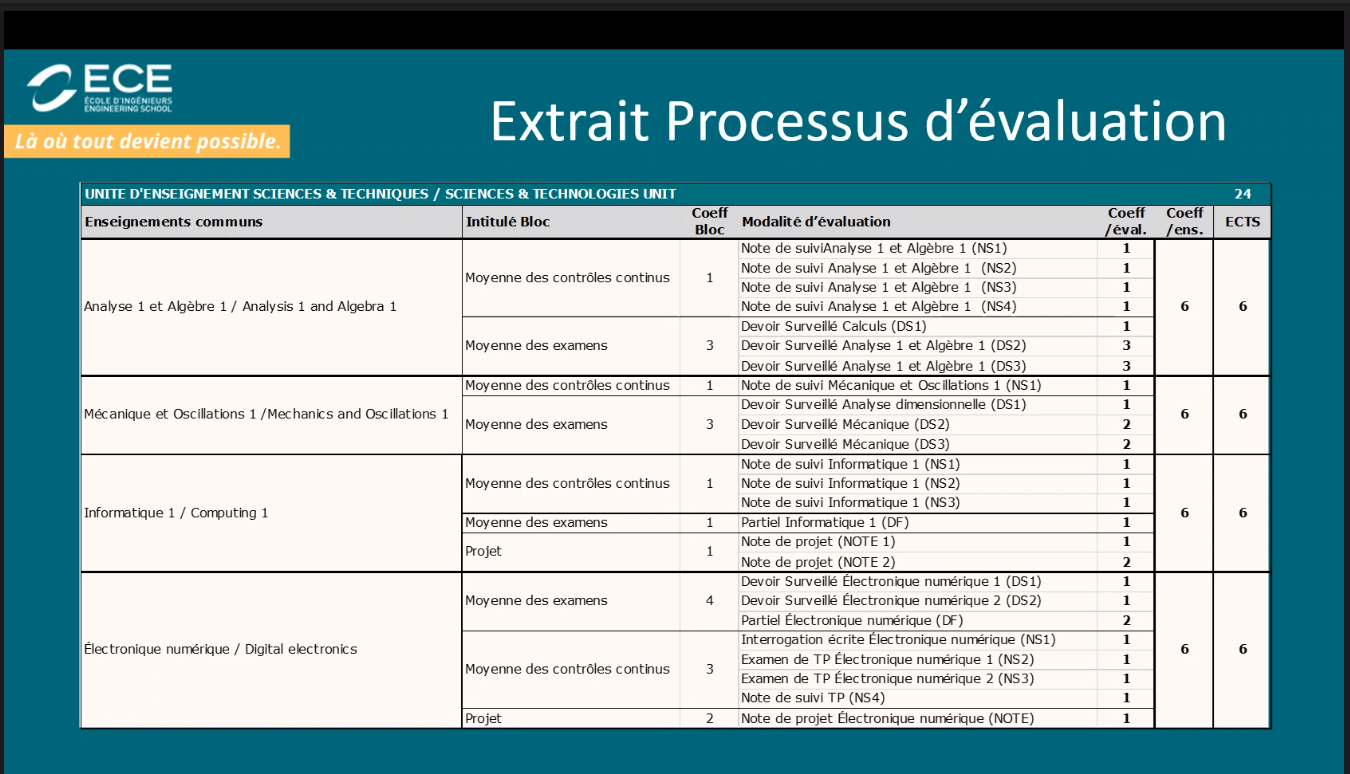 ECE
ÉCOLE D'INGÉNIEURS
ENGINEERING SCHOOL
Là où tout devient possible.
Extrait Processus d'évaluation
UNITE D'ENSEIGNEMENT SCIENCES & TECHNIQUES / SCIENCES & TECHNOLOGIES UNIT 24
Enseignements communs Intitulé Bloc Coeff Bloc Modalité d'évaluation Coeff /éval. Coeff /ens. ECTS
Analyse 1 et Algèbre 1 / Analysis 1 and Algebra 1 6 6
Moyenne des contrôles continus 1
Note de suiviAnalyse 1 et Algèbre 1 (NS1) 1
Note de suivi Analyse 1 et Algèbre 1 (NS2) 1
Note de suivi Analyse 1 et Algèbre 1 (NS3) 1
Note de suivi Analyse 1 et Algèbre 1 (NS4) 1
Moyenne des examens 3
Devoir Surveillé Calculs (DS1) 1
Devoir Surveillé Analyse 1 et Algèbre 1 (DS2) 3
Devoir Surveillé Analyse 1 et Algèbre 1 (DS3) 3
Mécanique et Oscillations 1 /Mechanics and Oscillations 1 6 6
Moyenne des contrôles continus 1 Note de suivi Mécanique et Oscillations 1 (NS1) 1
Moyenne des examens 3
Devoir Surveillé Analyse dimensionnelle (DS1) 1
Devoir Surveillé Mécanique (DS2) 2
Devoir Surveillé Mécanique (DS3) 2
Informatique 1 / Computing 1 6 6
Moyenne des contrôles continus 1
Note de suivi Informatique 1 (NS1) 1
Note de suivi Informatique 1 (NS2) 1
Note de suivi Informatique 1 (NS3) 1
Moyenne des examens 1 Partiel Informatique 1 (DF) 1
Projet 1
Note de projet (NOTE 1) 1
Note de projet (NOTE 2) 2
Électronique numérique / Digital electronics 6 6
Moyenne des examens 4
Devoir Surveillé Électronique numérique 1 (DS1) 1
Devoir Surveillé Électronique numérique 2 (DS2) 1
Partiel Électronique numérique (DF) 2
Moyenne des contrôles continus 3
Interrogation écrite Électronique numérique (NS1) 1
Examen de TP Électronique numérique 1 (NS2) 1
Examen de TP Électronique numérique 2 (NS3) 1
Note de suivi TP (NS4) 1
Projet 2 Note de projet Électronique numérique (NOTE) 1